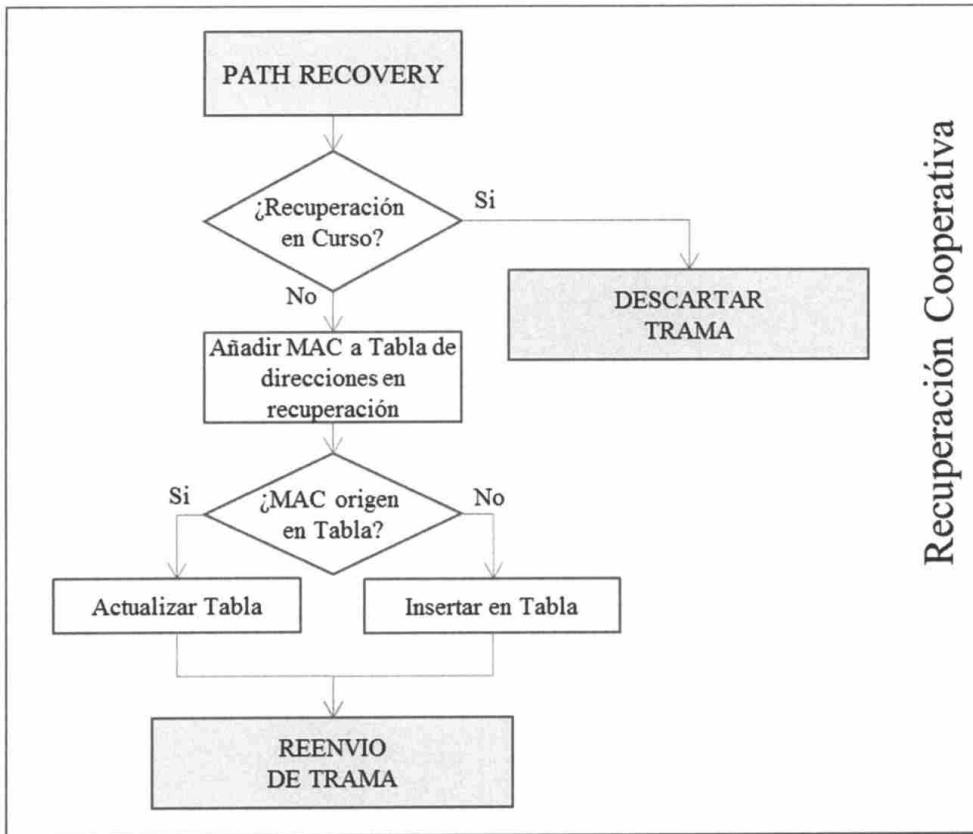 PATH RECOVERY
¿Recuperación
en Curso?
Si
No
DESCARTAR
TRAMA
Añadir MAC a Tabla de
direcciones en
recuperación
¿MAC origen
en Tabla?
Si
No
Actualizar Tabla
Insertar en Tabla
REENVIO
DE TRAMA
Recuperación Cooperativa